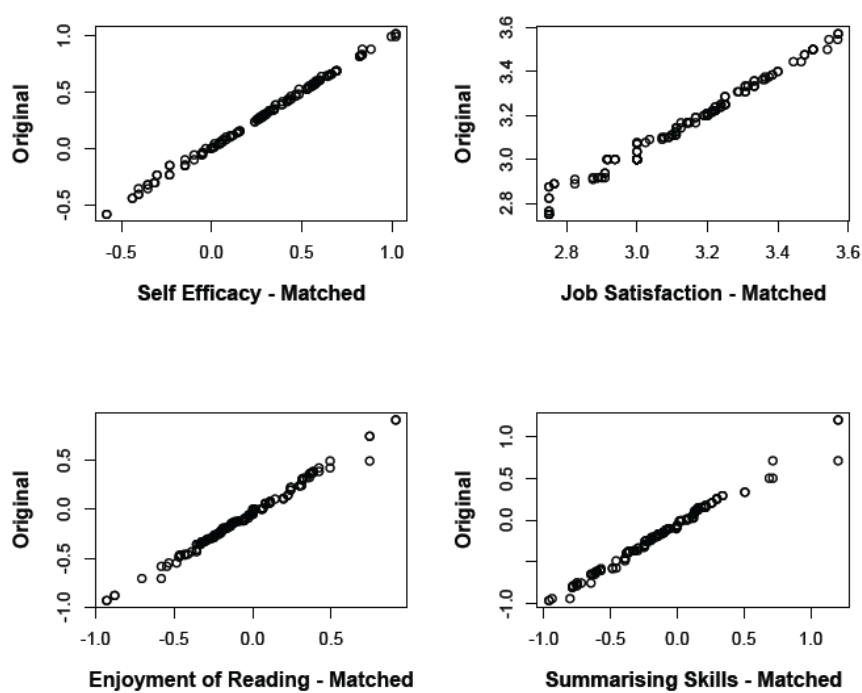 Original
1.0
0.5
0.0
-0.5
-0.5 0.0 0.5 1.0
Self Efficacy - Matched
Original
3.6
3.4
3.2
3.0
2.8
2.8 3.0 3.2 3.4 3.6
Job Satisfaction - Matched
Original
0.5
0.0
-0.5
-1.0
-1.0 -0.5 0.0 0.5
Enjoyment of Reading - Matched
Original
1.0
0.5
0.0
-1.0
-1.0 -0.5 0.0 0.5 1.0
Summarising Skills - Matched